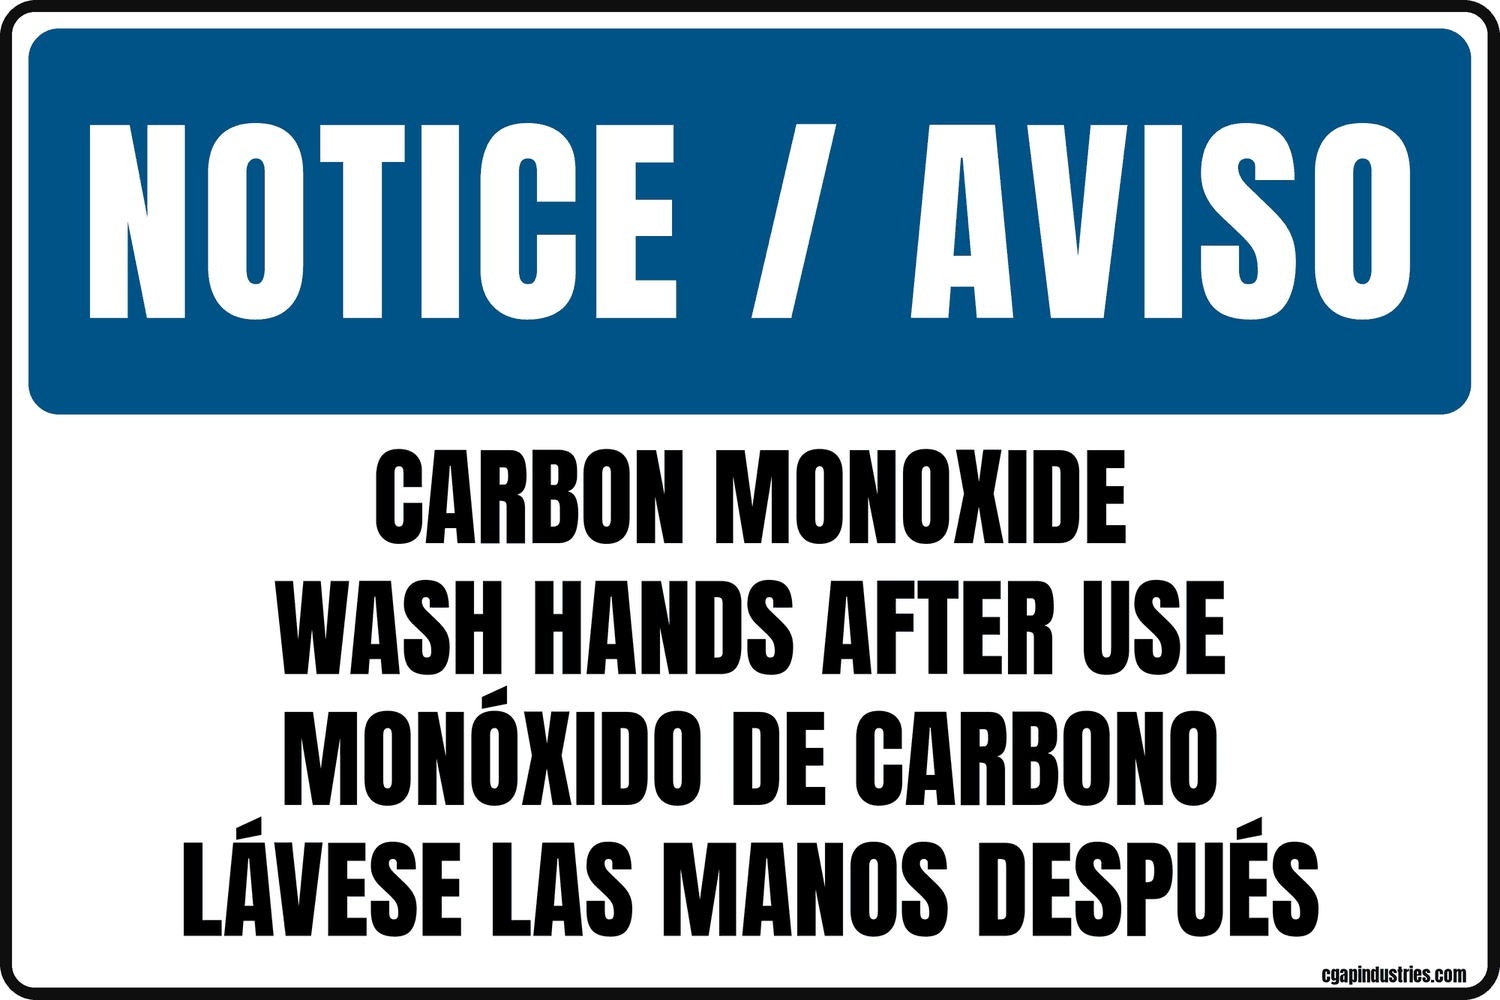 NOTICE / AVISO
CARBON MONOXIDE
WASH HANDS AFTER USE
MONÓXIDO DE CARBONO
LÁVESE LAS MANOS DESPUÉS
cgapindustries.com